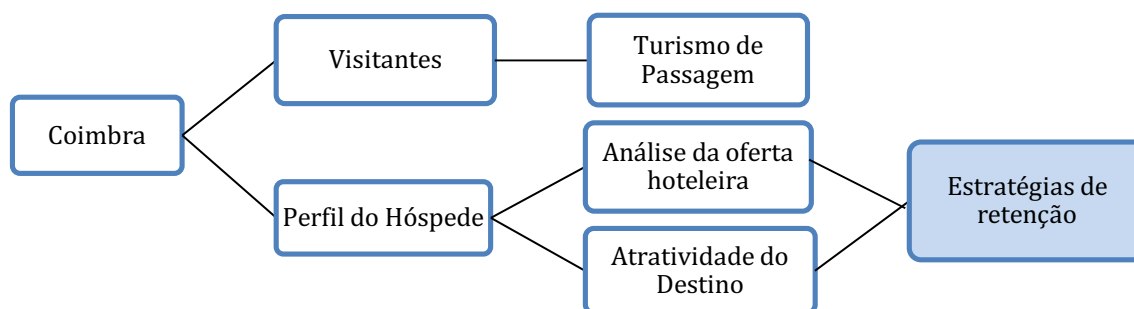 Coimbra
Visitantes
Turismo de
Passagem
Perfil do Hóspede
Análise da oferta
hoteleira
Atratividade do
Destino
Estratégias de
retenção